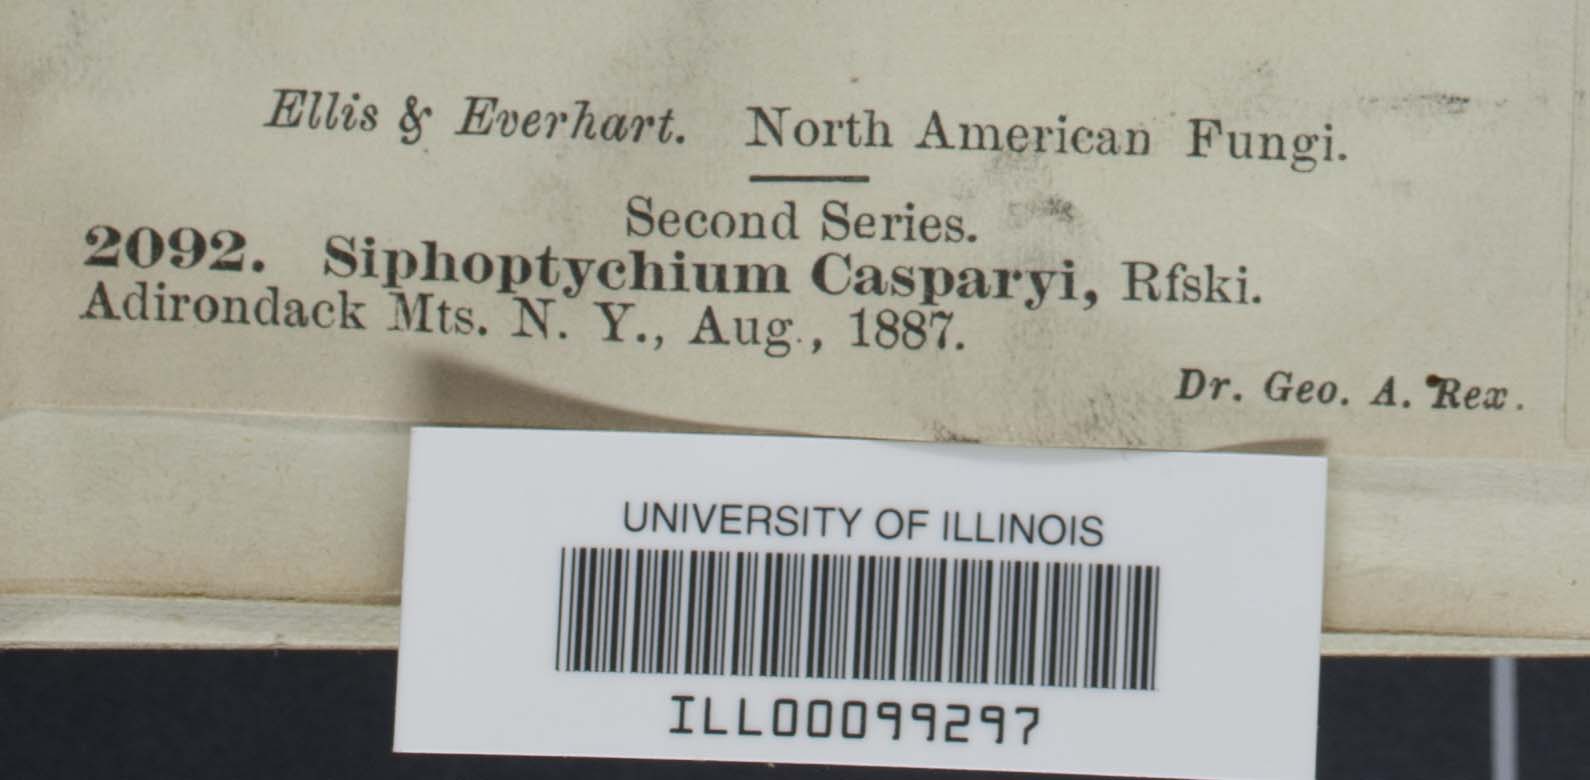 Ellis & Everhart. North American Fungi.
Second Series.
2092. Siphoptychium Casparyi, Rfski.
Adirondack Mts. N. Y., Aug., 1887.
Dr. Geo. A. Rex.
UNIVERSITY OF ILLINOIS
ILL00099297